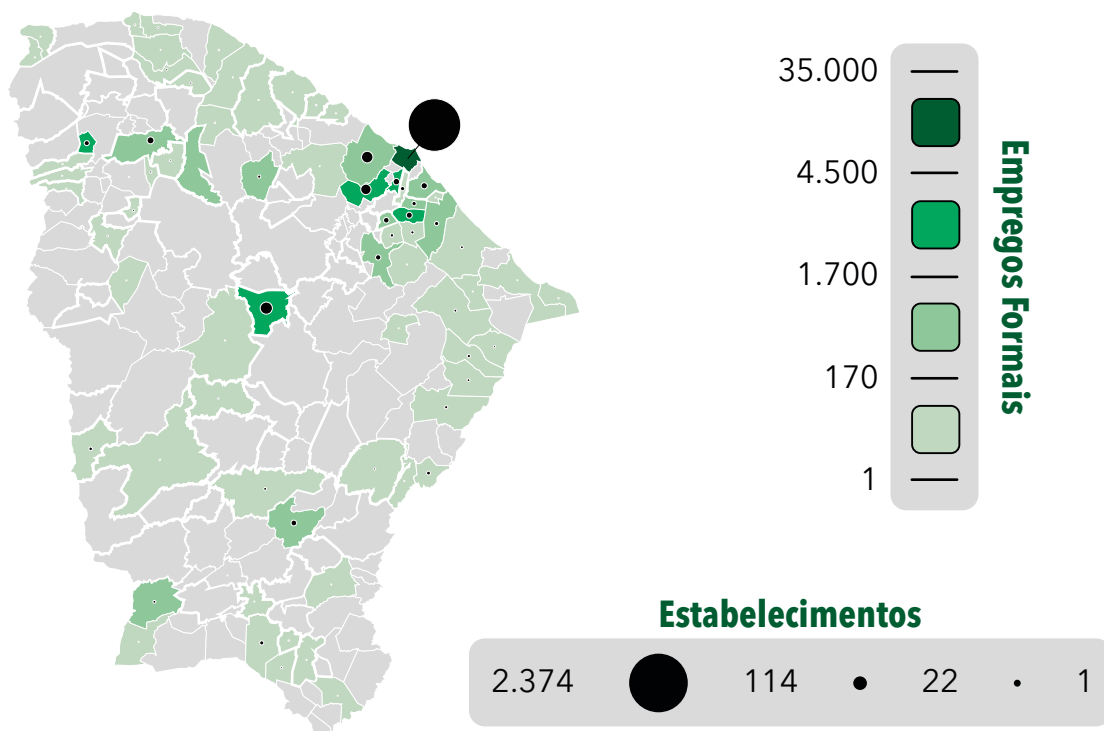 35.000
4.500
1.700
170
1
Empregos Formais
Estabelecimentos
2.374 114 22 1